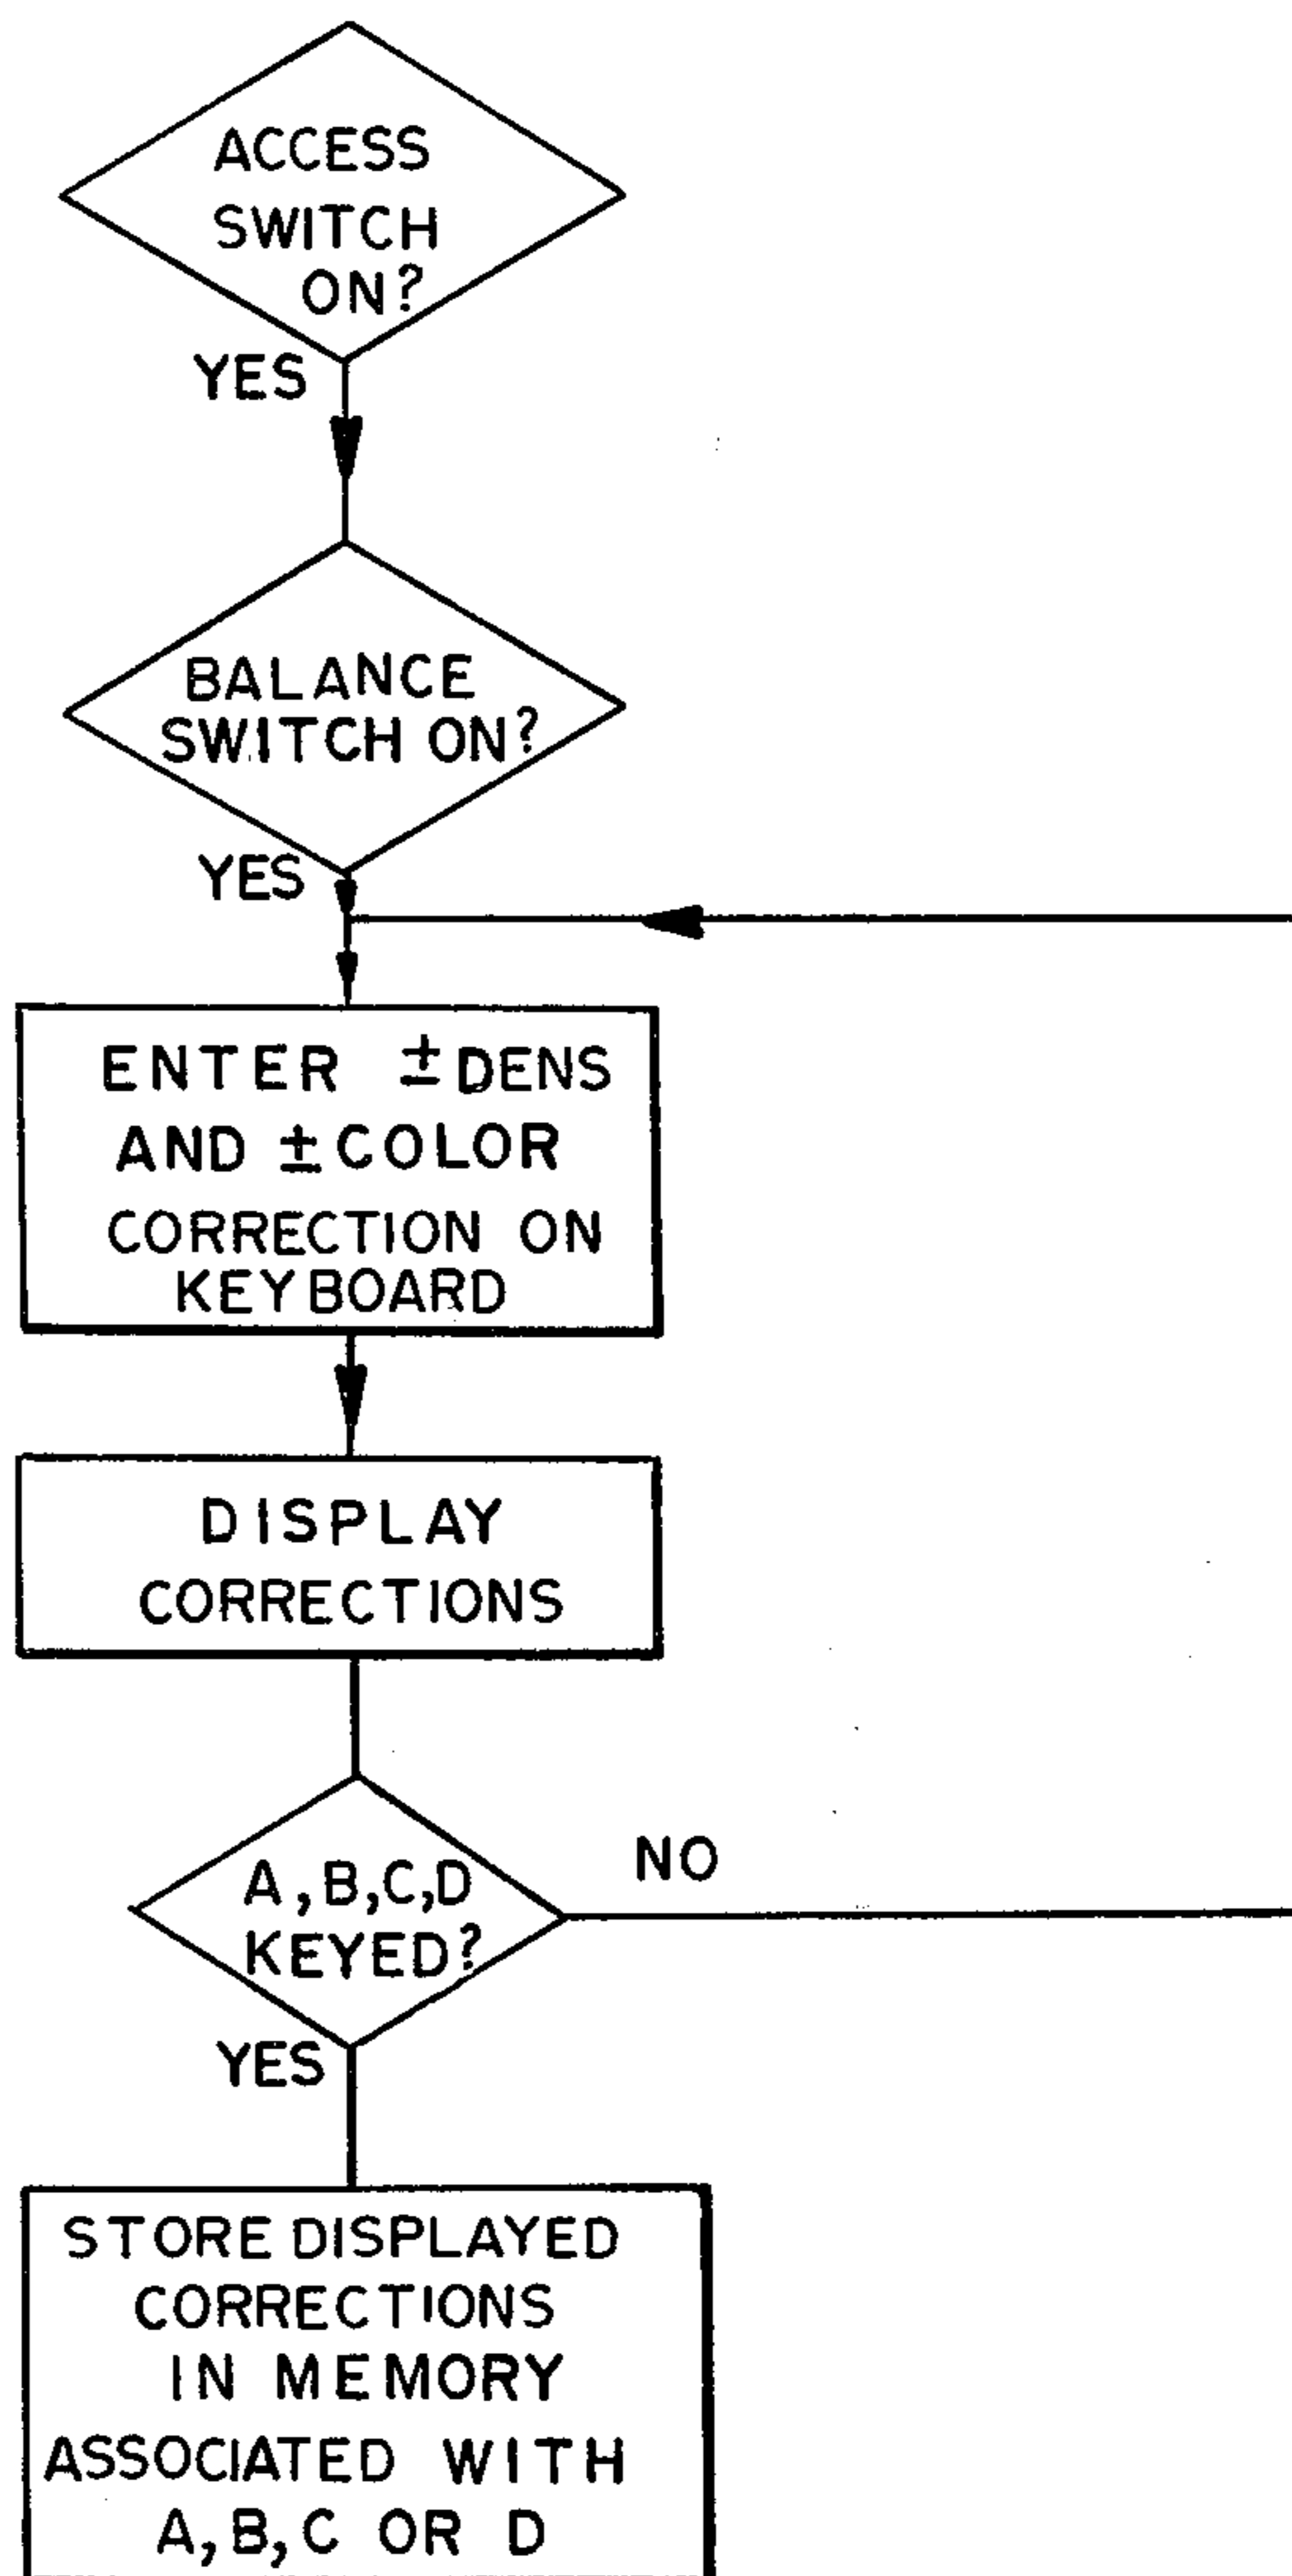 ACCESS
SWITCH
ON?
YES
BALANCE
SWITCH ON?
YES
ENTER ±DENS
AND ±COLOR
CORRECTION ON
KEYBOARD
DISPLAY
CORRECTIONS
A,B,C,D
KEYED?
NO
YES
STORE DISPLAYED
CORRECTIONS
IN MEMORY
ASSOCIATED WITH
A,B,C OR D